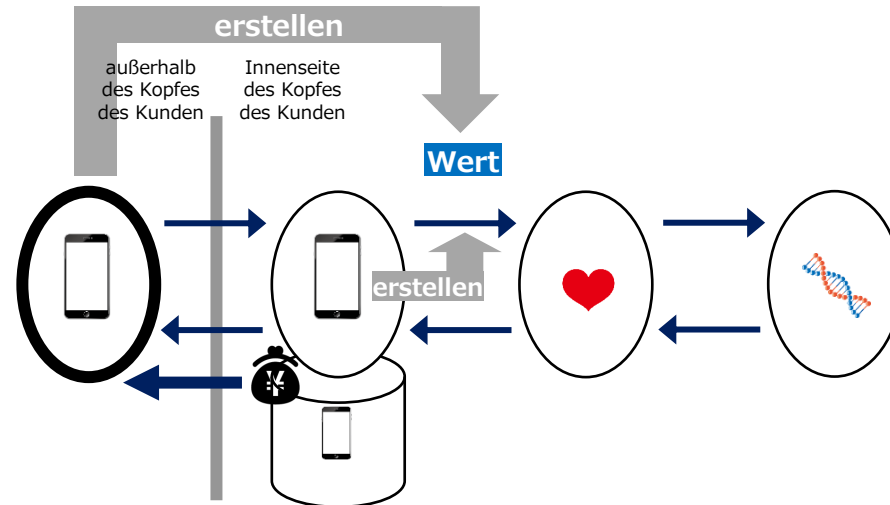 erstellen
außerhalb
des Kopfes
des Kunden
Innenseite
des Kopfes
des Kunden
Wert
erstellen
¥